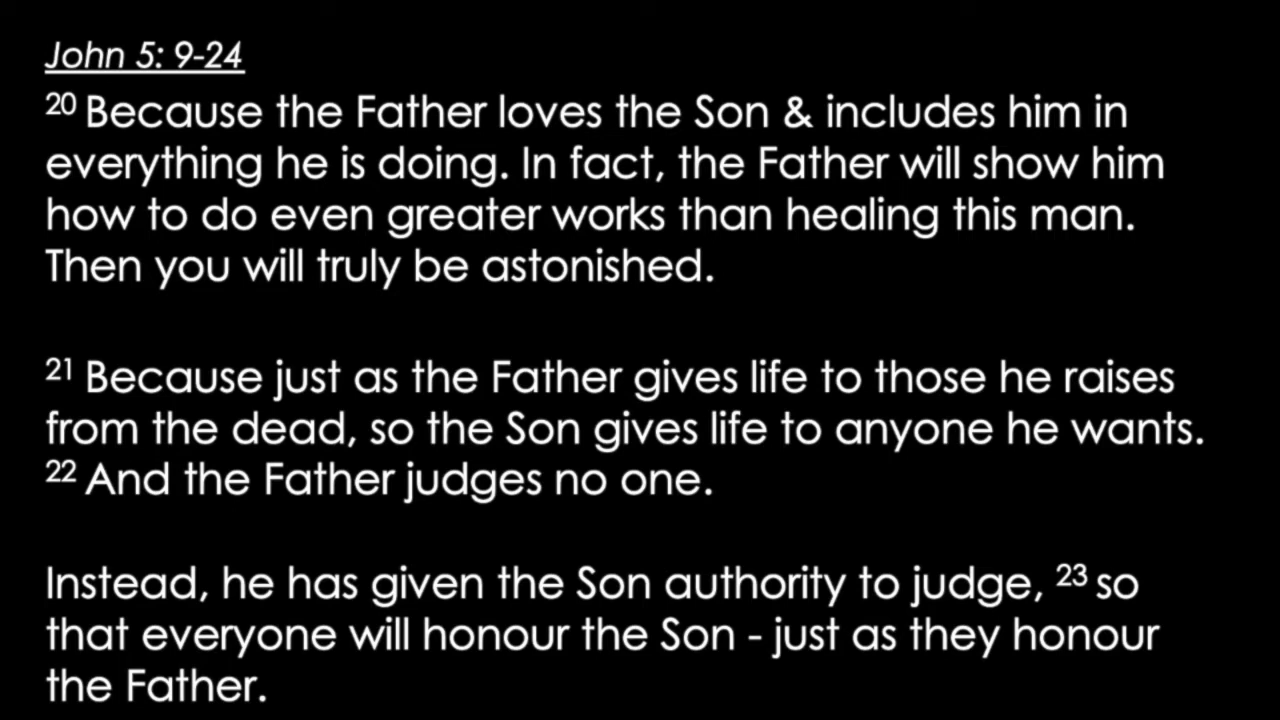 John 5: 9-24
20 Because the Father loves the Son & includes him in
everything he is doing. In fact, the Father will show him
how to do even greater works than healing this man.
Then you will truly be astonished.
21 Because just as the Father gives life to those he raises
from the dead, so the Son gives life to anyone he wants.
22 And the Father judges no one.
Instead, he has given the Son authority to judge, 23 so
that everyone will honour the Son - just as they honour
the Father.